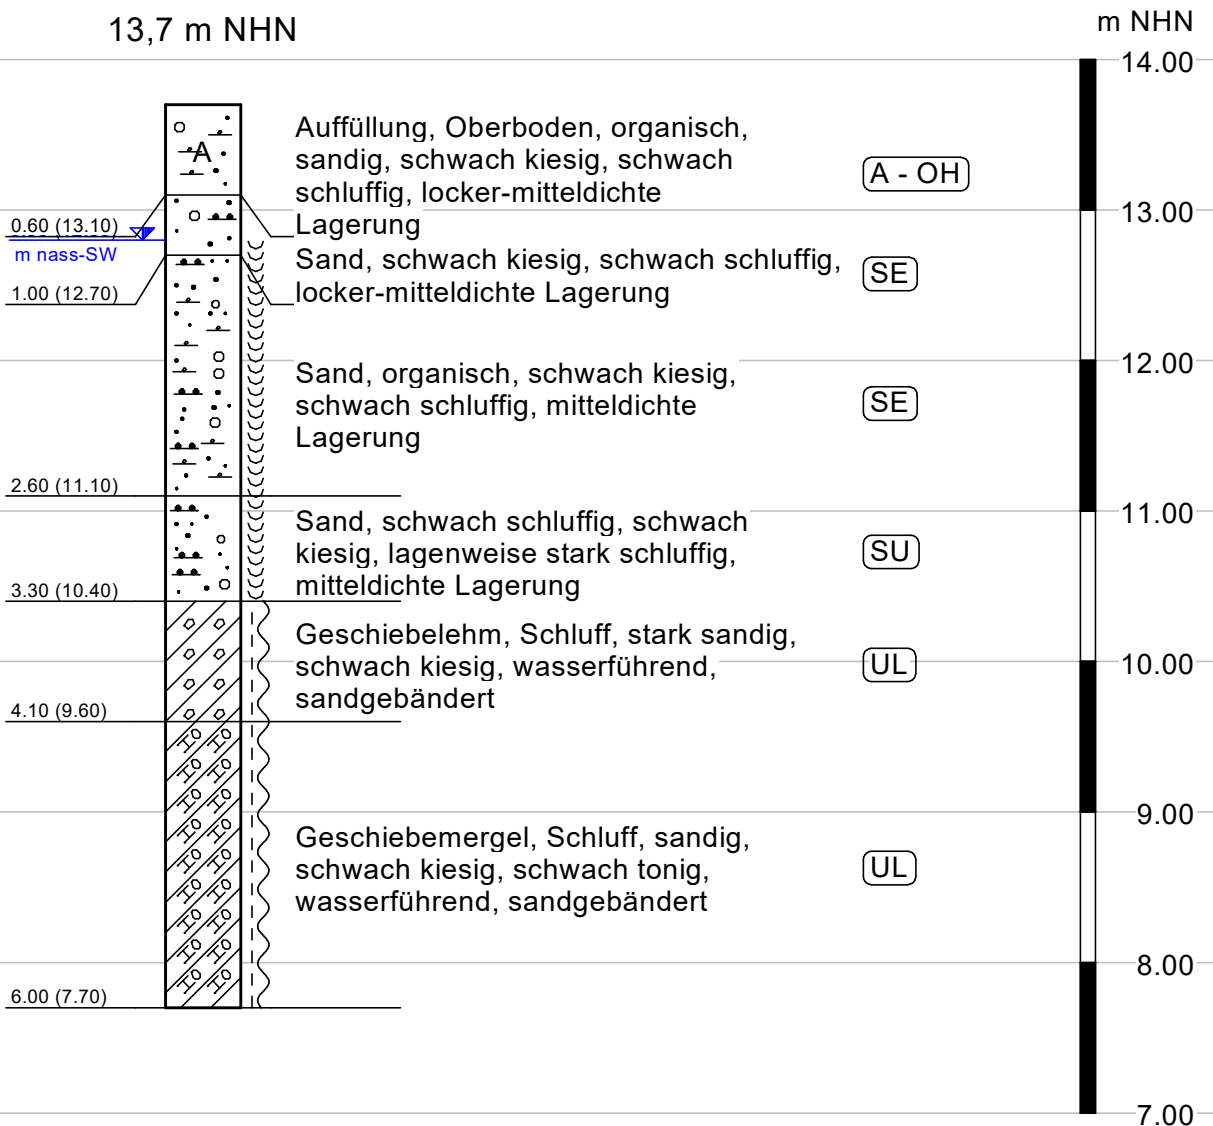 13,7 m NHN
m NHN
14.00
Auffüllung, Oberboden, organisch,
sandig, schwach kiesig, schwach
schluffig, locker-mitteldichte
Lagerung
A
A - OH
13.00
0.60 (13.10)
m nass-SW
Sand, schwach kiesig, schwach schluffig,
locker-mitteldichte Lagerung
SE
1.00 (12.70)
12.00
Sand, organisch, schwach kiesig,
schwach schluffig, mitteldichte
Lagerung
SE
2.60 (11.10)
11.00
Sand, schwach schluffig, schwach
kiesig, lagenweise stark schluffig,
mitteldichte Lagerung
SU
3.30 (10.40)
Geschiebelehm, Schluff, stark sandig,
schwach kiesig, wasserführend,
sandgebändert
UL
10.00
4.10 (9.60)
9.00
Geschiebemergel, Schluff, sandig,
schwach kiesig, schwach tonig,
wasserführend, sandgebändert
UL
8.00
6.00 (7.70)
7.00